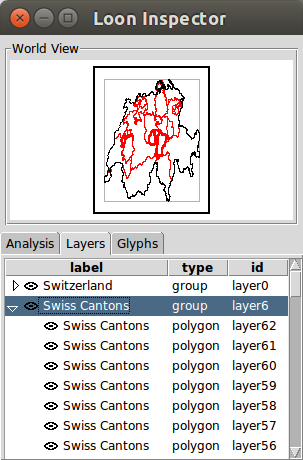 Loon Inspector
World View
Analysis Layers Glyphs
label type id
Switzerland group layer0
Swiss Cantons group layer6
Swiss Cantons polygon layer62
Swiss Cantons polygon layer61
Swiss Cantons polygon layer60
Swiss Cantons polygon layer59
Swiss Cantons polygon layer58
Swiss Cantons polygon layer57
Swiss Cantons polygon layer56